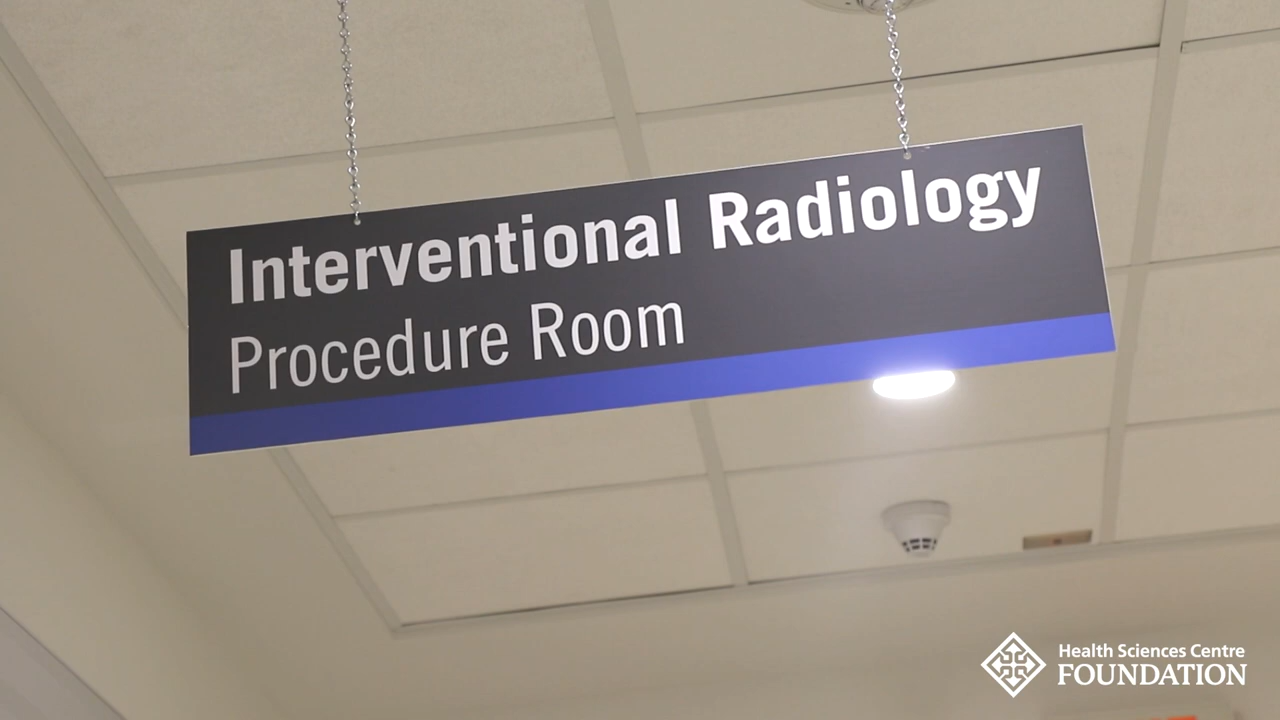 Interventional Radiology
Procedure Room
Health Sciences Centre
FOUNDATION